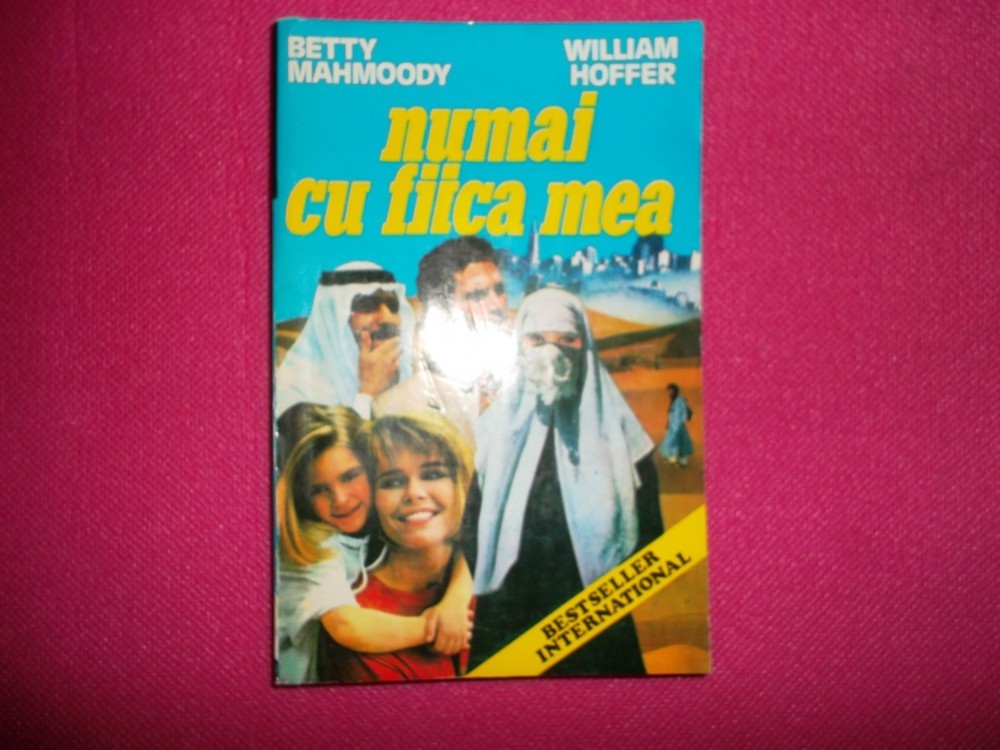 BETTY
MAHMOODY
WILLIAM
HOFFER
numai
cu fiica mea
BESTSELLER
INTERNATIONAL